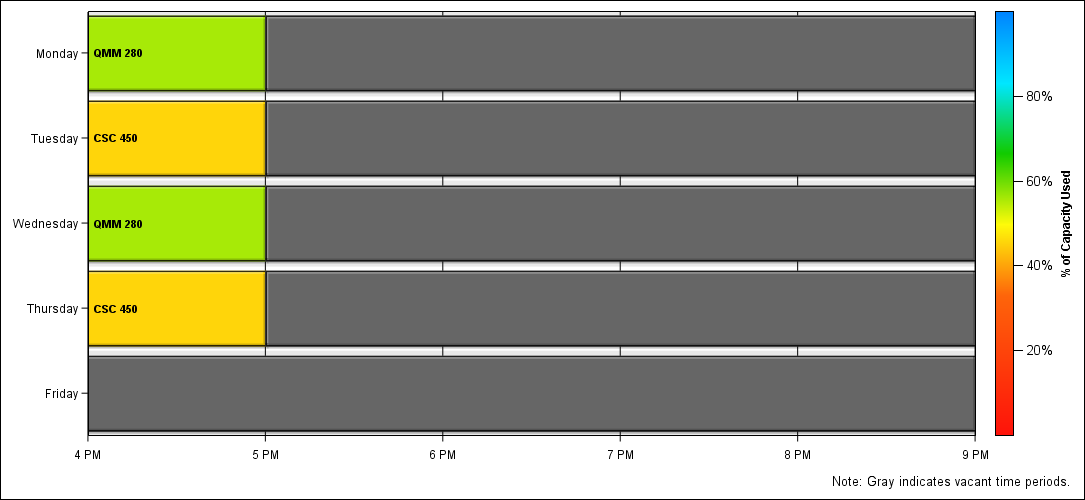 Monday
QMM 280
Tuesday
CSC 450
Wednesday
QMM 280
Thursday
CSC 450
Friday
4 PM 5 PM 6 PM 7 PM 8 PM 9 PM
80%
60%
40%
20%
% of Capacity Used
Note: Gray indicates vacant time periods.